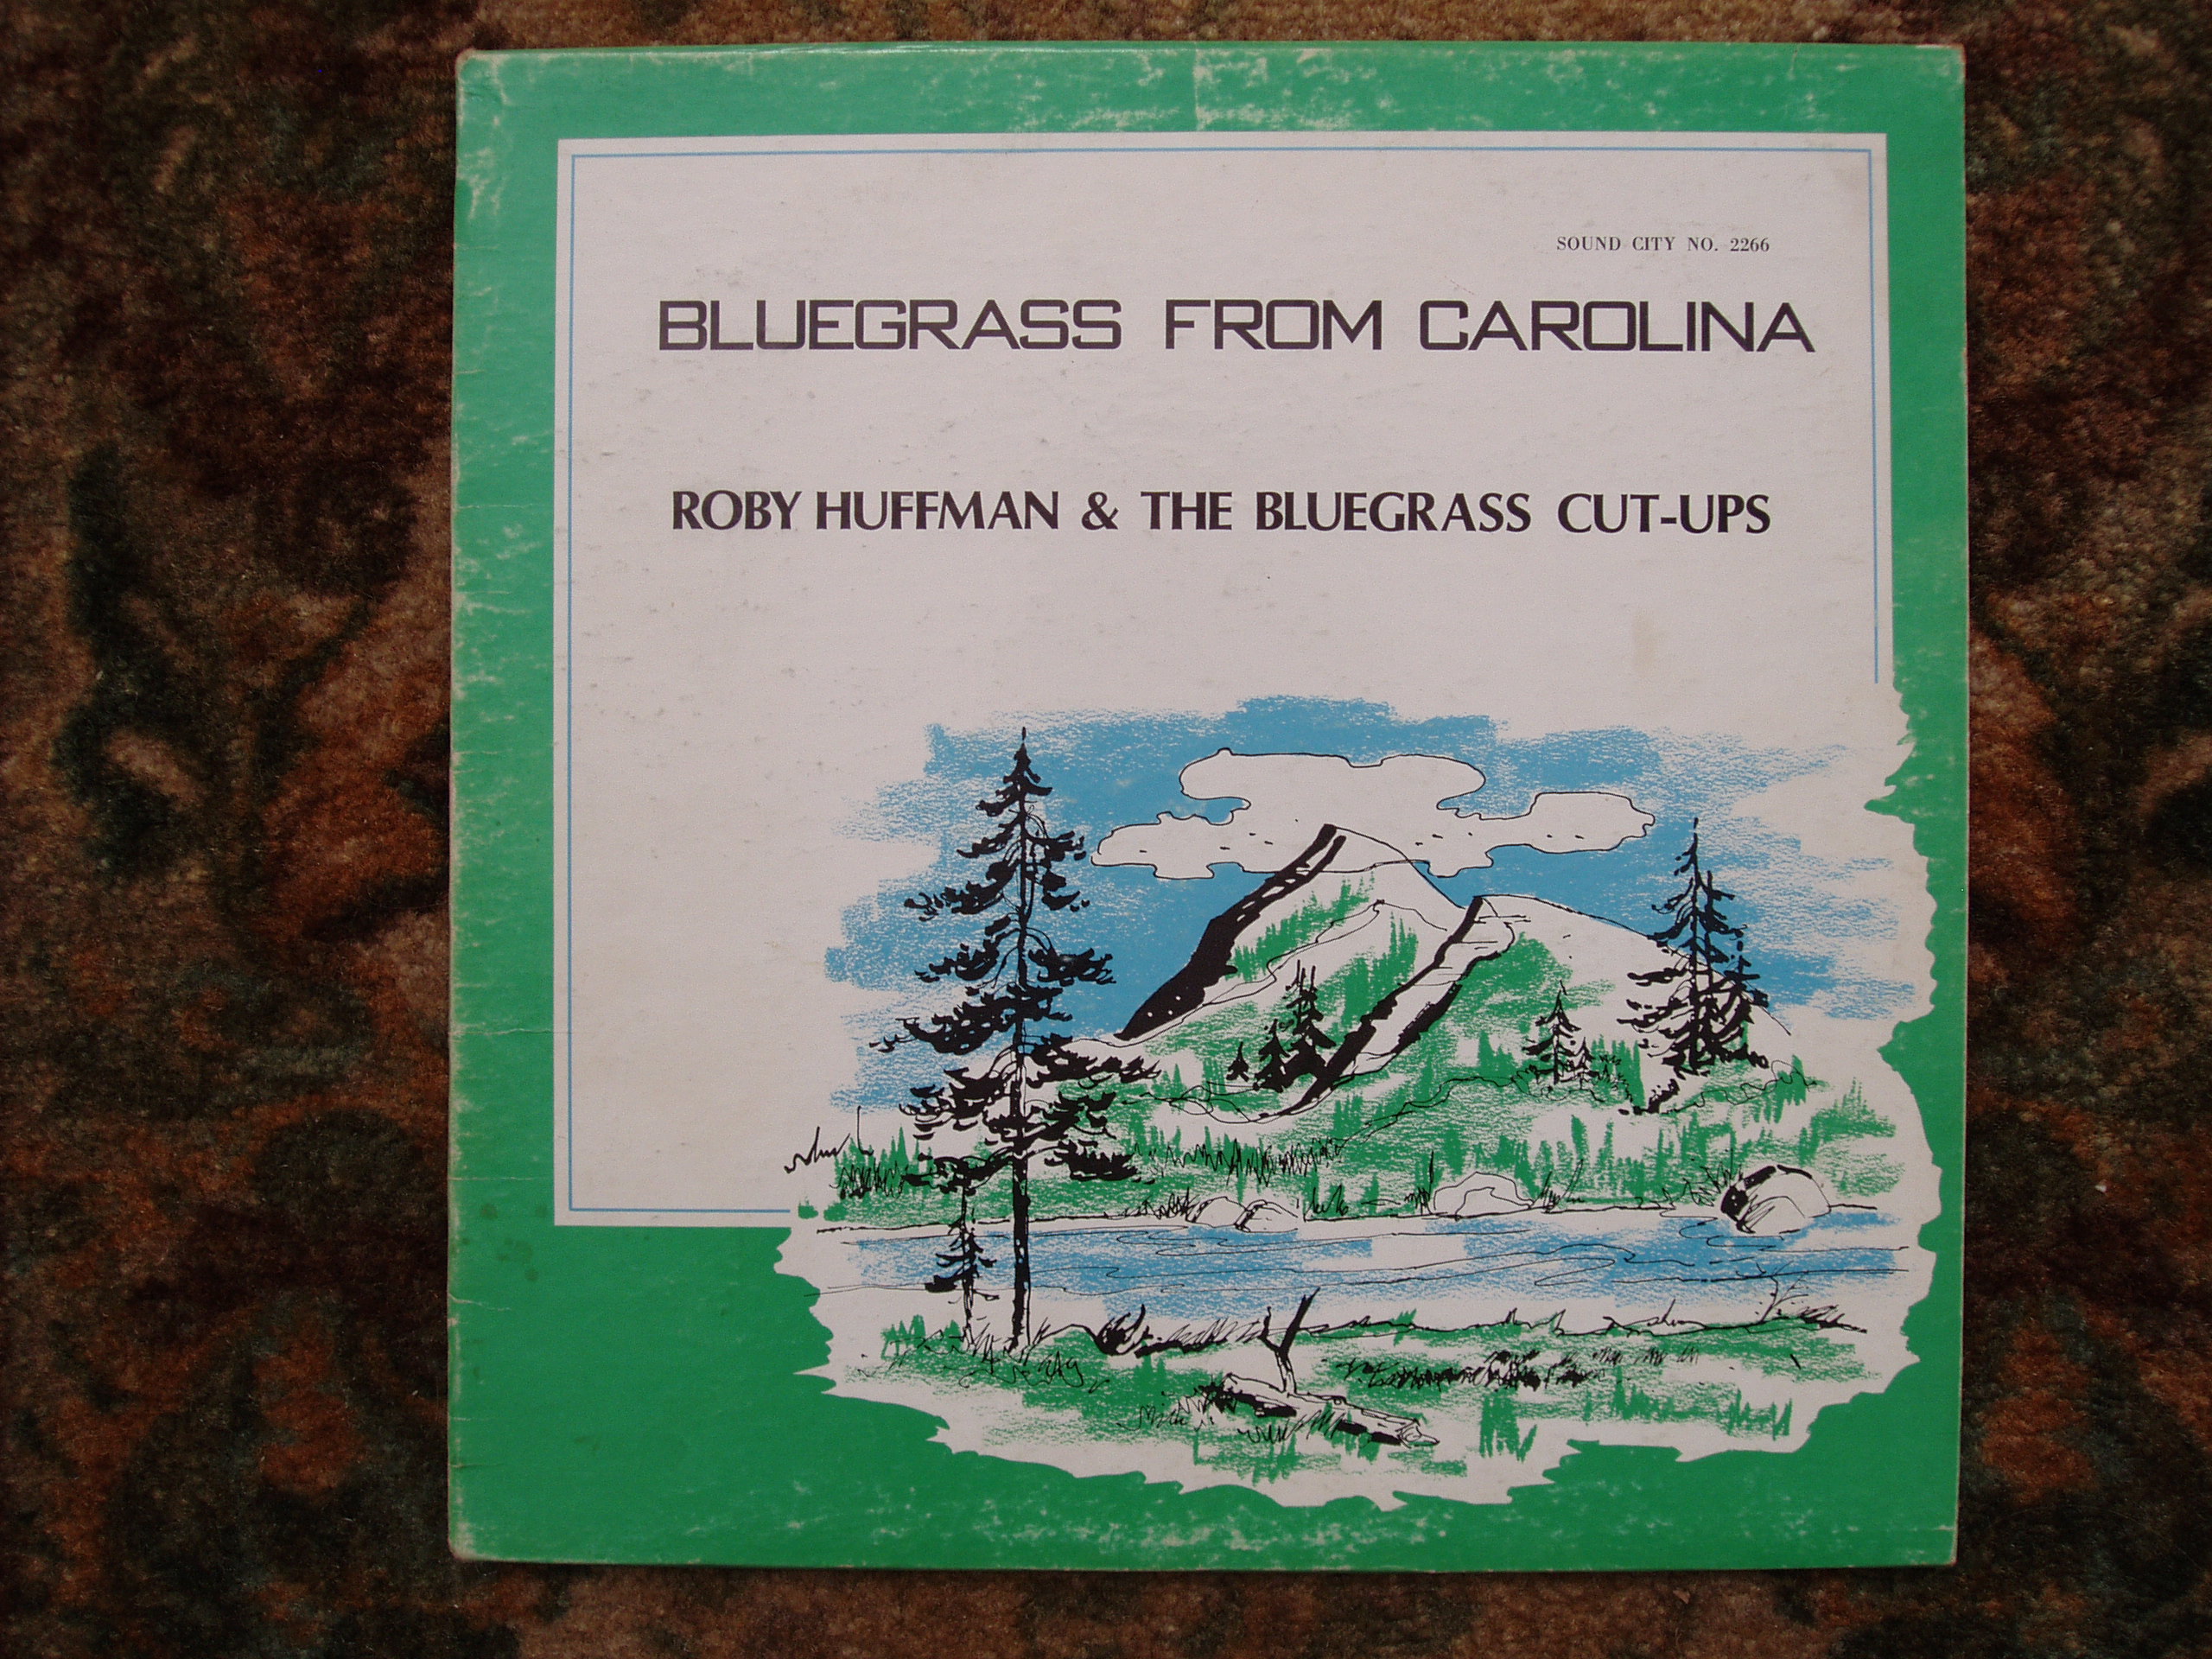 SOUND CITY NO. 2266
BLUEGRASS FROM CAROLINA
ROBY HUFFMAN & THE BLUEGRASS CUT-UPS